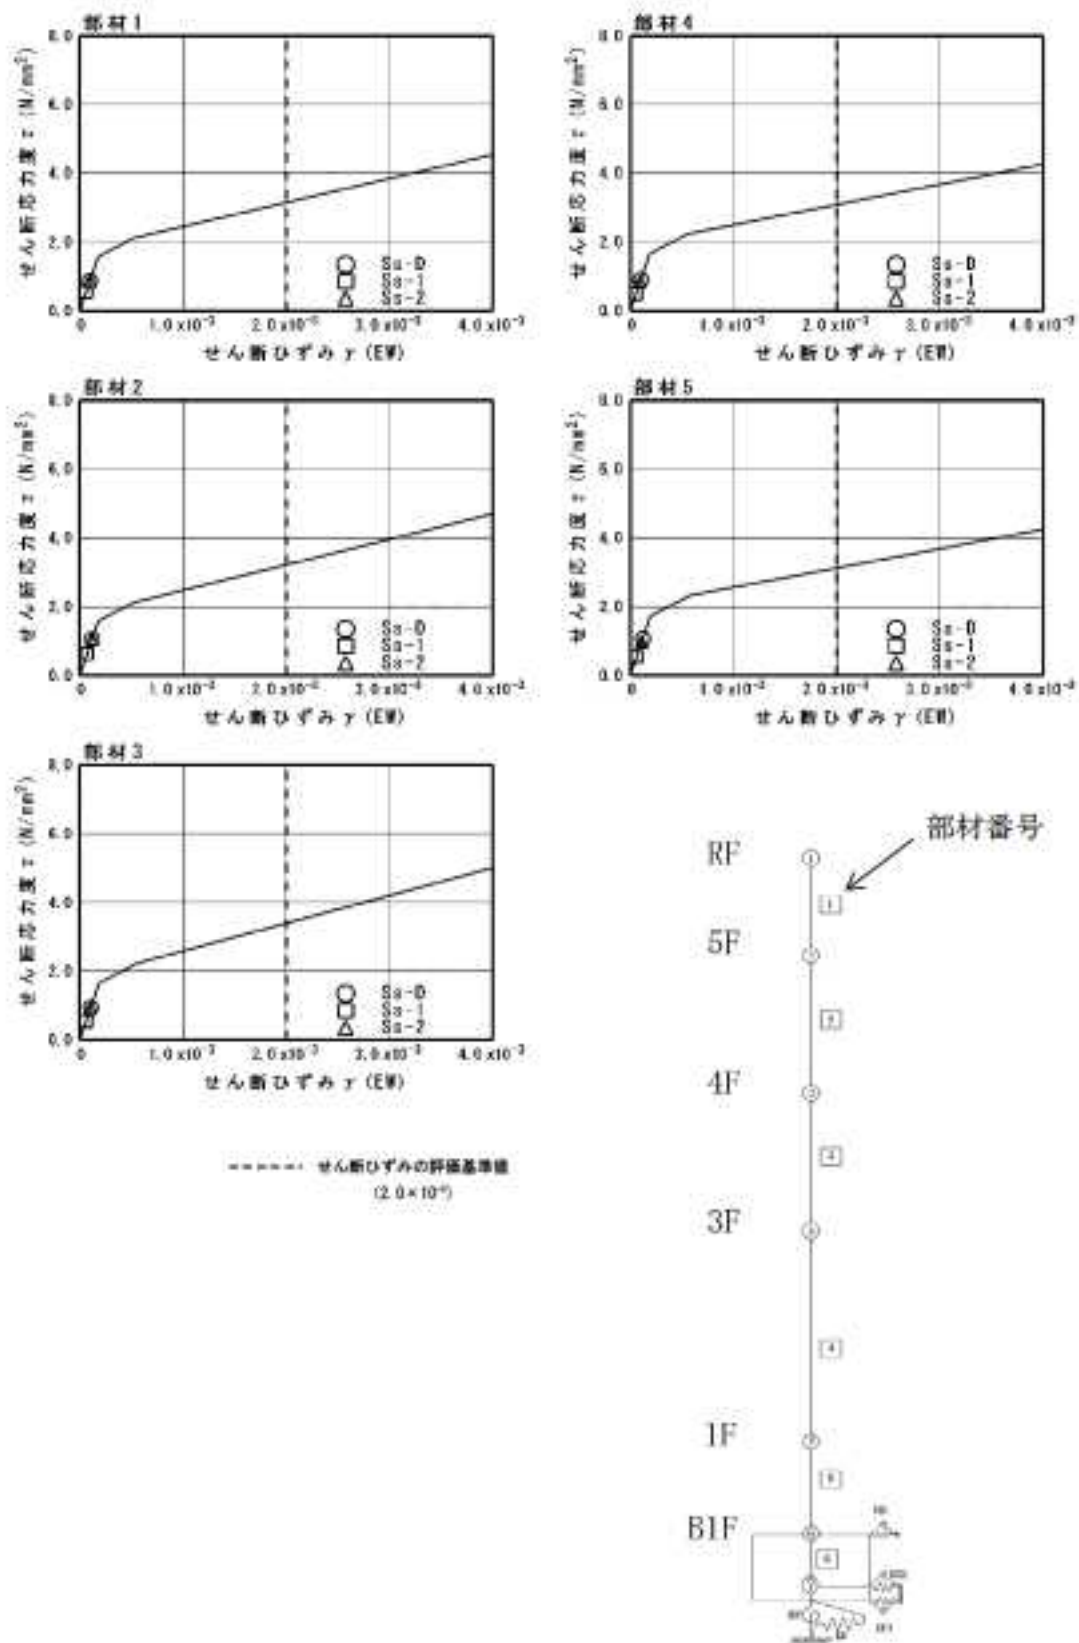 部材1
せん断応力度 τ (N/mm²)
8.0
6.0
4.0
2.0
0.0
Ss-D
Ss-1
Ss-2
0 1.0x10⁻³ 2.0x10⁻³ 3.0x10⁻³ 4.0x10⁻³
せん断ひずみ γ (EW)
部材4
せん断応力度 τ (N/mm²)
8.0
6.0
4.0
2.0
0.0
Ss-D
Ss-1
Ss-2
0 1.0x10⁻³ 2.0x10⁻³ 3.0x10⁻³ 4.0x10⁻³
せん断ひずみ γ (EW)
部材2
せん断応力度 τ (N/mm²)
8.0
6.0
4.0
2.0
0.0
Ss-D
Ss-1
Ss-2
0 1.0x10⁻³ 2.0x10⁻³ 3.0x10⁻³ 4.0x10⁻³
せん断ひずみ γ (EW)
部材5
せん断応力度 τ (N/mm²)
8.0
6.0
4.0
2.0
0.0
Ss-D
Ss-1
Ss-2
0 1.0x10⁻³ 2.0x10⁻³ 3.0x10⁻³ 4.0x10⁻³
せん断ひずみ γ (EW)
部材3
せん断応力度 τ (N/mm²)
8.0
6.0
4.0
2.0
0.0
Ss-D
Ss-1
Ss-2
0 1.0x10⁻³ 2.0x10⁻³ 3.0x10⁻³ 4.0x10⁻³
せん断ひずみ γ (EW)
せん断ひずみの評価基準値
(2.0×10⁻³)
部材番号
RF
1
5F
4F
3F
4
1F
B1F